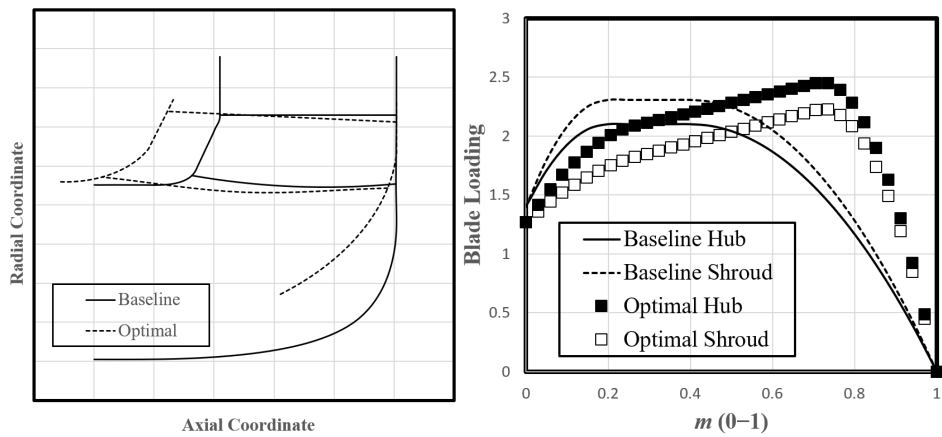 Radial Coordinate
Baseline
Optimal
Axial Coordinate
Blade Loading
3
2.5
2
1.5
1
0.5
0
Baseline Hub
Baseline Shroud
Optimal Hub
Optimal Shroud
0 0.2 0.4 0.6 0.8 1
m (0−1)